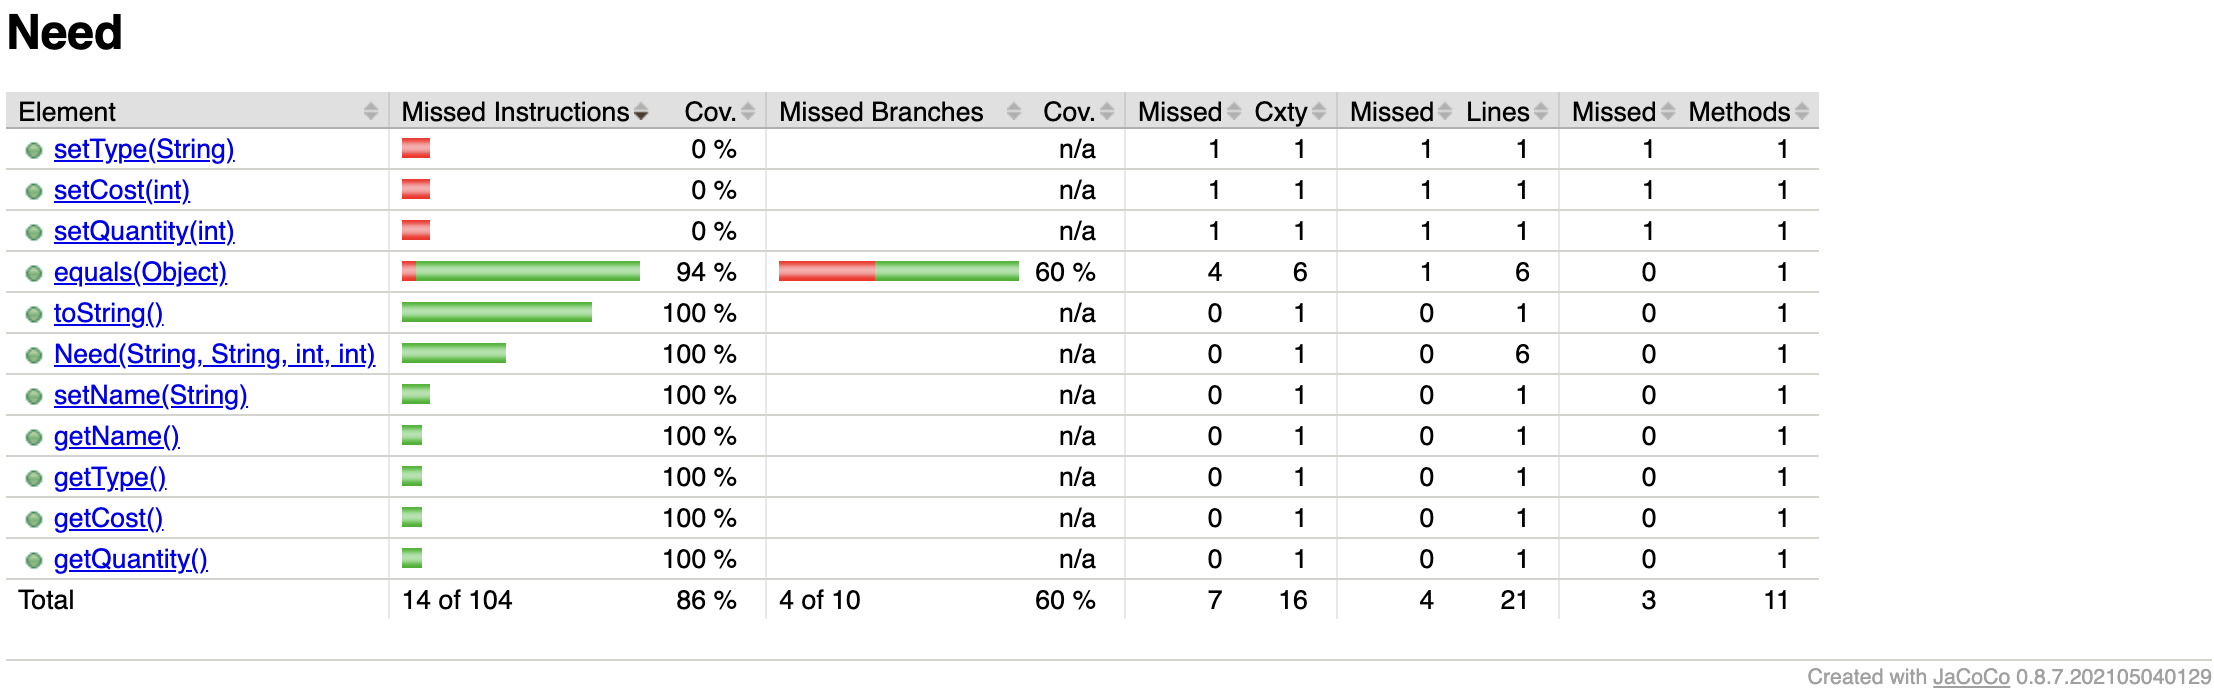 Need
Element Missed Instructions Cov. Missed Branches Cov. Missed Cxty Missed Lines Missed Methods
setType(String) 0 % n/a 1 1 1 1 1 1
setCost(int) 0 % n/a 1 1 1 1 1 1
setQuantity(int) 0 % n/a 1 1 1 1 1 1
equals(Object) 94 % 60 % 4 6 1 6 0 1
toString() 100 % n/a 0 1 0 1 0 1
Need(String, String, int, int) 100 % n/a 0 1 0 6 0 1
setName(String) 100 % n/a 0 1 0 1 0 1
getName() 100 % n/a 0 1 0 1 0 1
getType() 100 % n/a 0 1 0 1 0 1
getCost() 100 % n/a 0 1 0 1 0 1
getQuantity() 100 % n/a 0 1 0 1 0 1
Total 14 of 104 86 % 4 of 10 60 % 7 16 4 21 3 11
Created with JaCoCo 0.8.7.202105040129